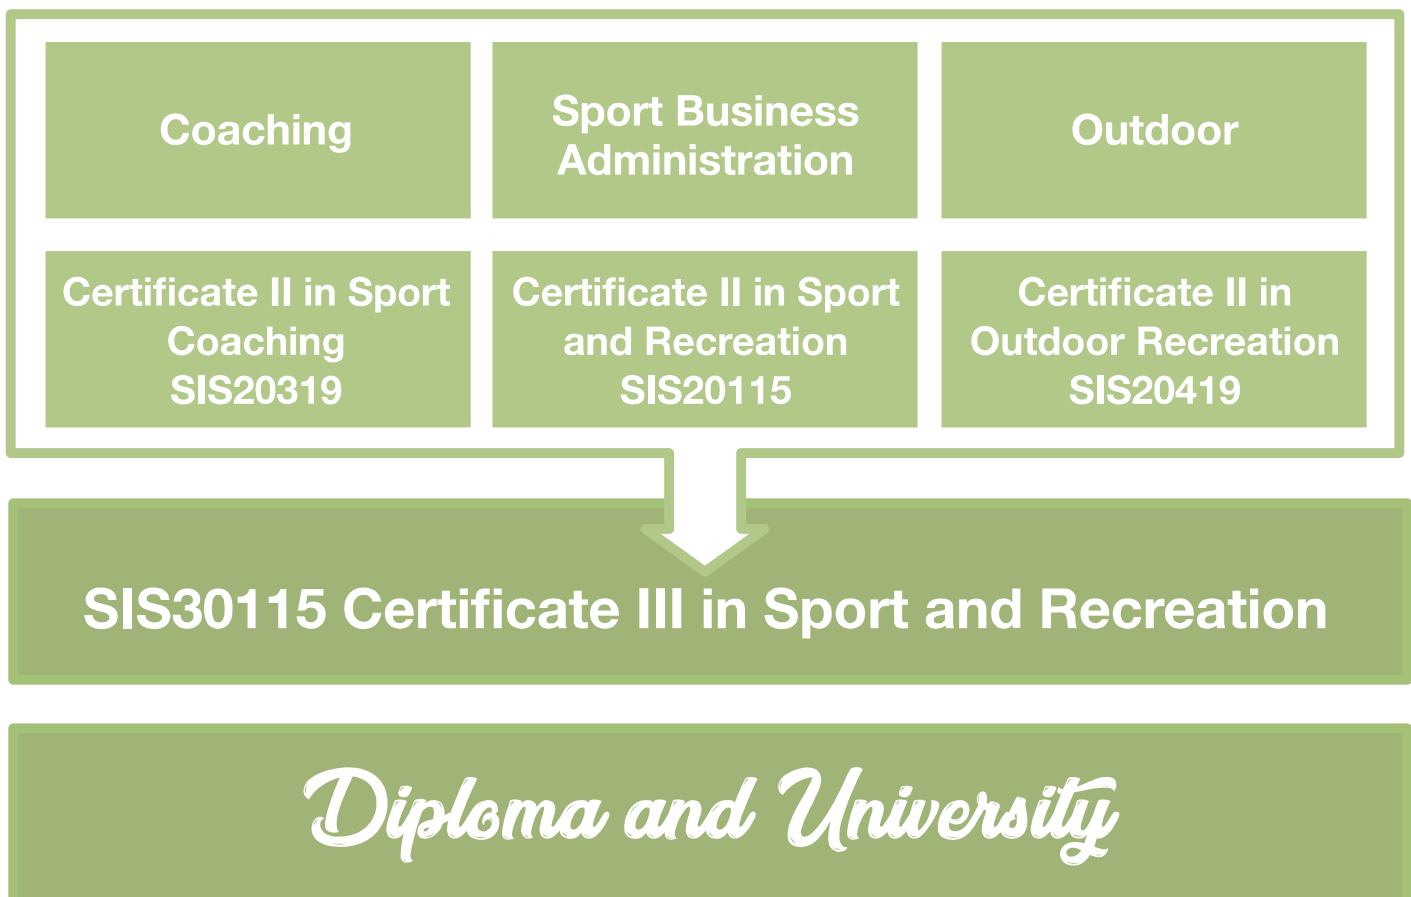 Coaching
Sport Business
Administration
Outdoor
Certificate II in Sport
Coaching
SIS20319
Certificate II in Sport
and Recreation
SIS20115
Certificate II in
Outdoor Recreation
SIS20419
SIS30115 Certificate III in Sport and Recreation
Diploma and University